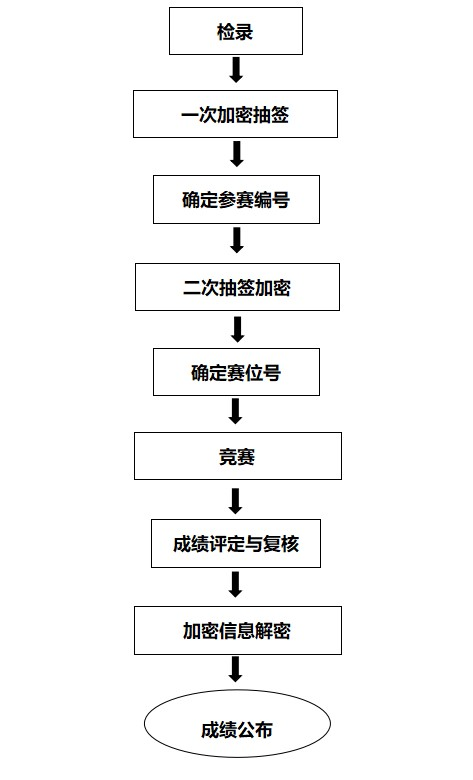 检录
一次加密抽签
确定参赛编号
二次抽签加密
确定赛位号
竞赛
成绩评定与复核
加密信息解密
成绩公布